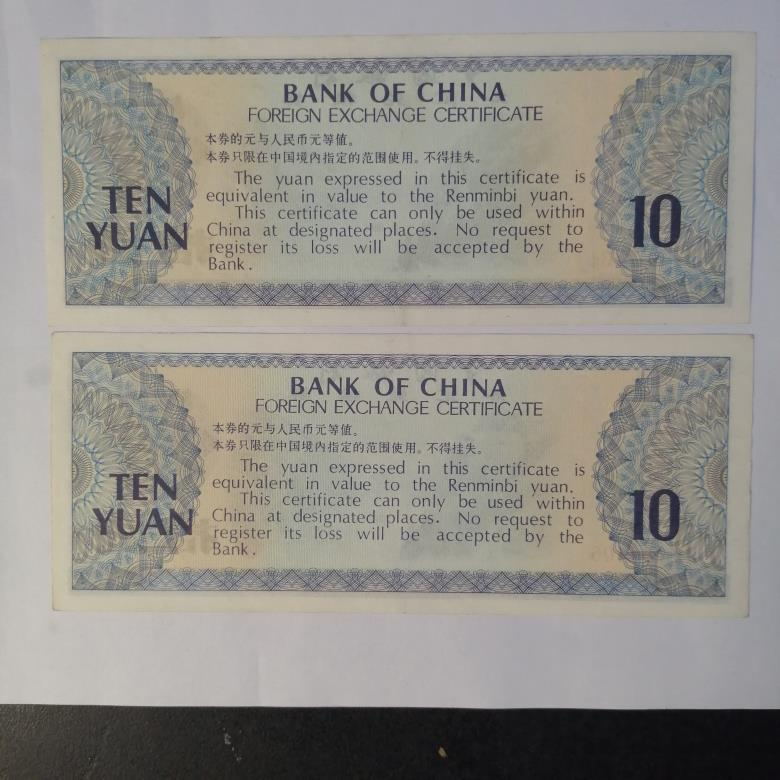 BANK OF CHINA
FOREIGN EXCHANGE CERTIFICATE
本券的元与人民币元等值。
本券只限在中国境内指定的范围使用。不得挂失。
The yuan expressed in this certificate is
equivalent in value to the Renminbi yuan.
This certificate can only be used within
China at designated places. No request to
register its loss will be accepted by the
Bank.
TEN
YUAN
10
BANK OF CHINA
FOREIGN EXCHANGE CERTIFICATE
本券的元与人民币元等值。
本券只限在中国境内指定的范围使用。不得挂失。
The yuan expressed in this certificate is
equivalent in value to the Renminbi yuan.
This certificate can only be used within
China at designated places. No request to
register its loss will be accepted by the
Bank.
TEN
YUAN
10